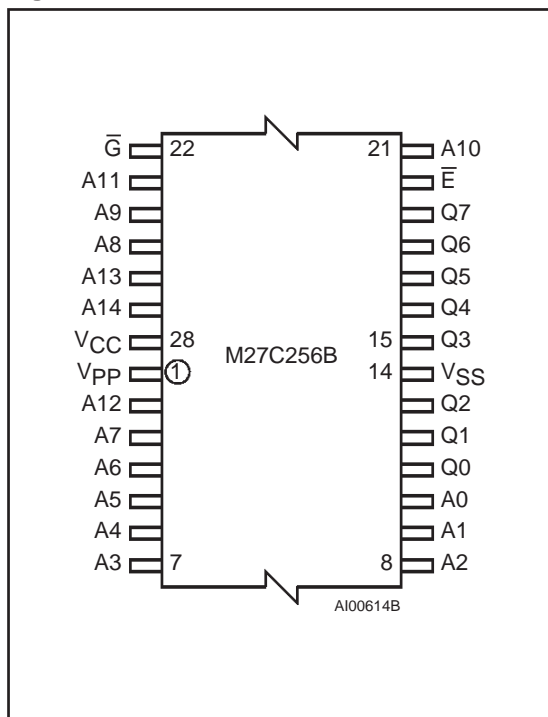 G̅ 22 21 A10
A11 E̅
A9 Q7
A8 Q6
A13 Q5
A14 Q4
VCC 28 15 Q3
M27C256B
VPP 1 14 VSS
A12 Q2
A7 Q1
A6 Q0
A5 A0
A4 A1
A3 7 8 A2
AI00614B